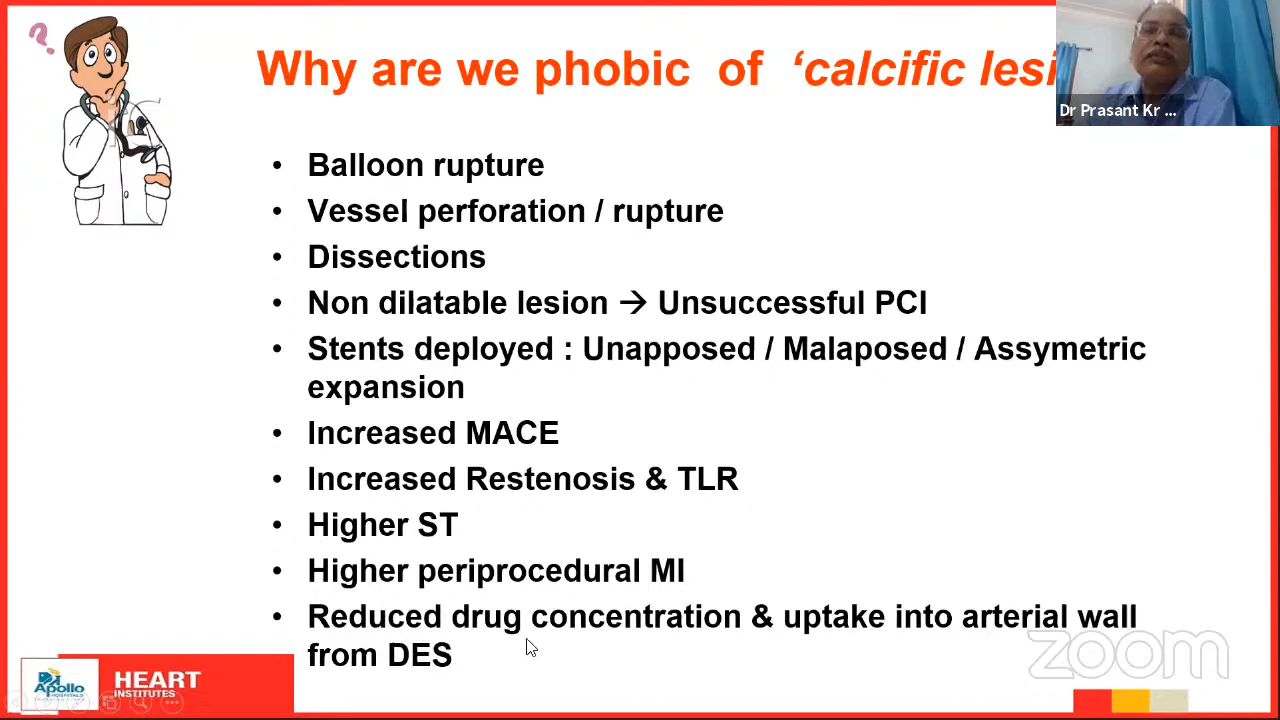 Why are we phobic of ‘calcific lesi
Dr Prasant Kr ...
• Balloon rupture
• Vessel perforation / rupture
• Dissections
• Non dilatable lesion → Unsuccessful PCI
• Stents deployed : Unapposed / Malaposed / Assymetric
expansion
• Increased MACE
• Increased Restenosis & TLR
• Higher ST
• Higher periprocedural MI
• Reduced drug concentration & uptake into arterial wall
from DES
zoom
Apollo
HOSPITALS
HEART
INSTITUTES